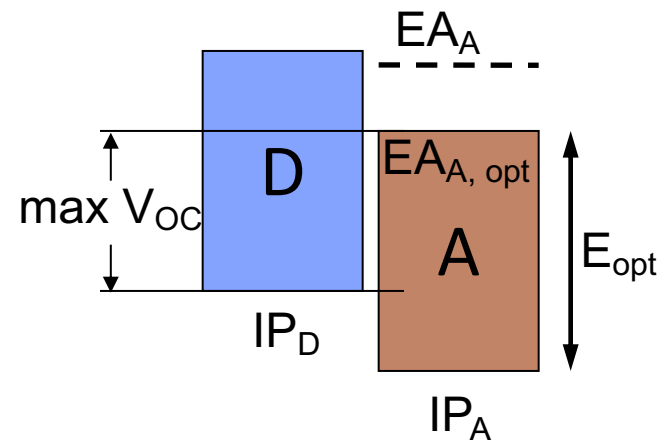 EA_A
D
EA_A, opt
max V_OC
A
E_opt
IP_D
IP_A